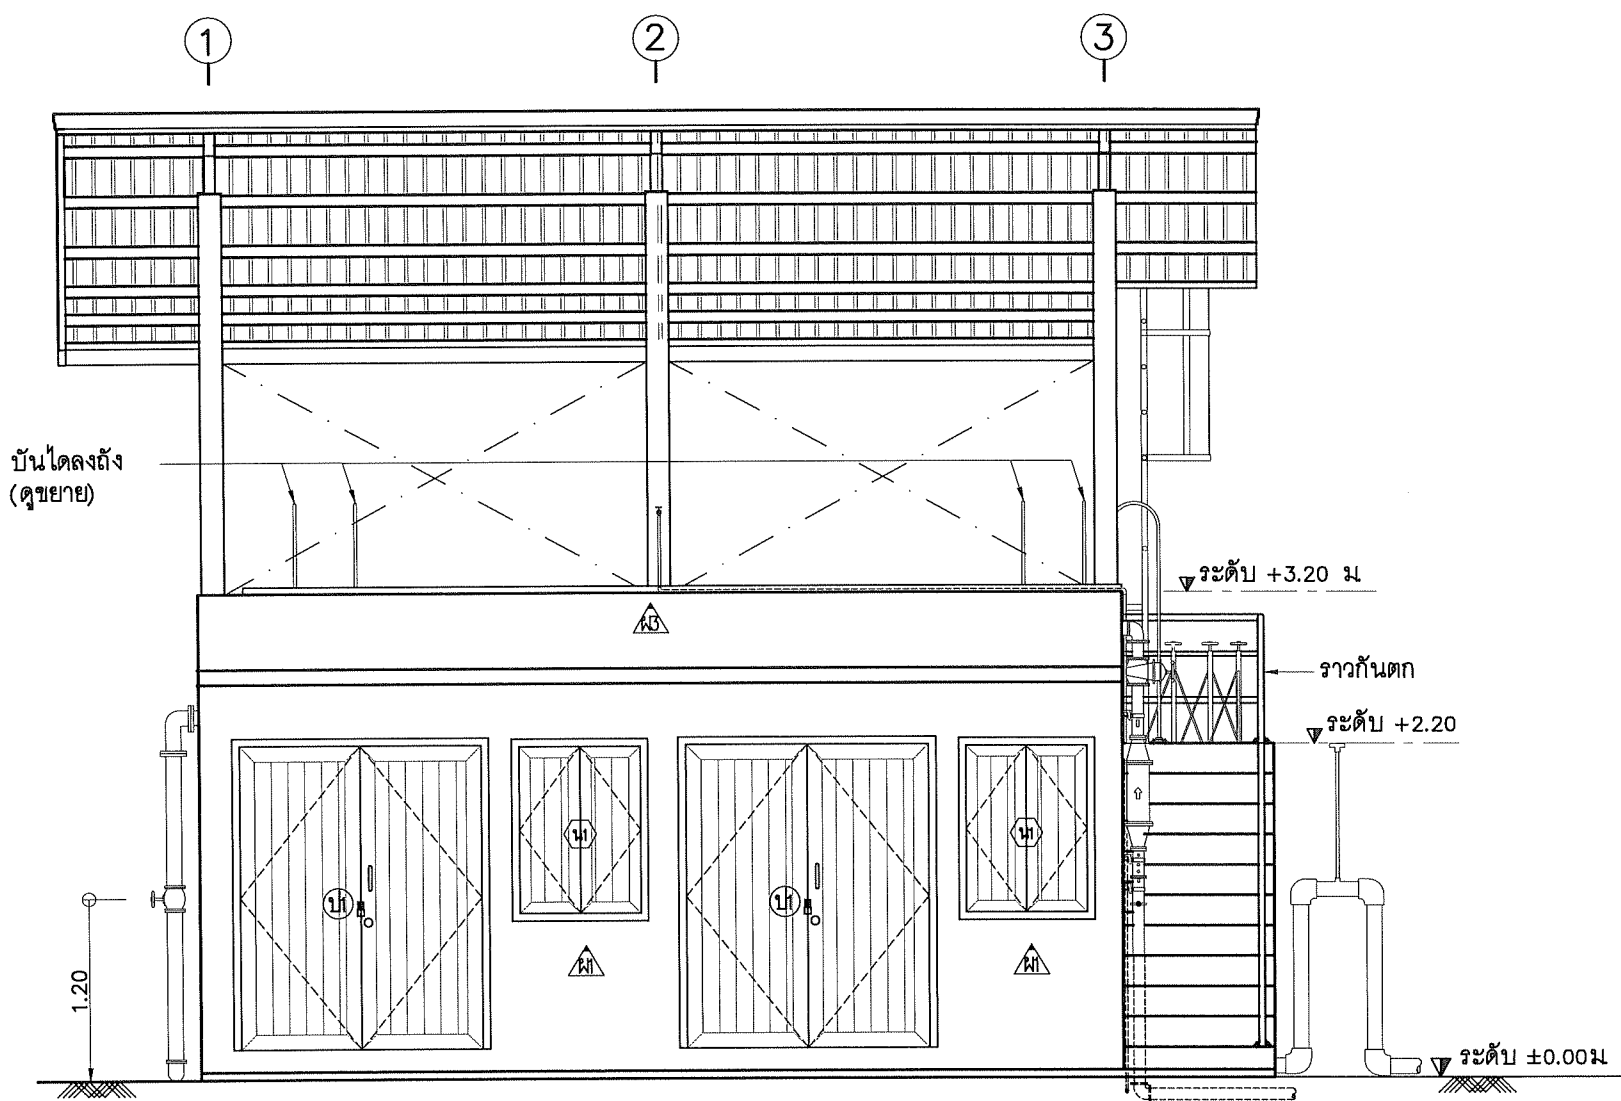 1
2
3
บันไดลงถัง
(ดูขยาย)
ระดับ +3.20 ม.
ผ3
ราวกันตก
ระดับ +2.20
น1
น1
ป1
ป1
ผ1
ผ1
1.20
ระดับ ±0.00ม.